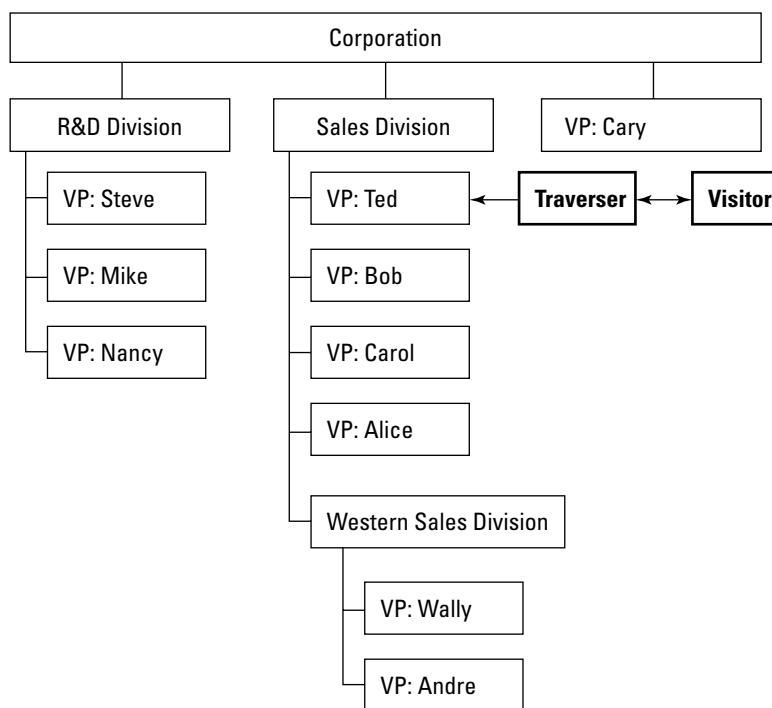 Corporation
R&D Division
Sales Division
VP: Cary
VP: Steve
VP: Ted
Traverser
Visitor
VP: Mike
VP: Bob
VP: Nancy
VP: Carol
VP: Alice
Western Sales Division
VP: Wally
VP: Andre